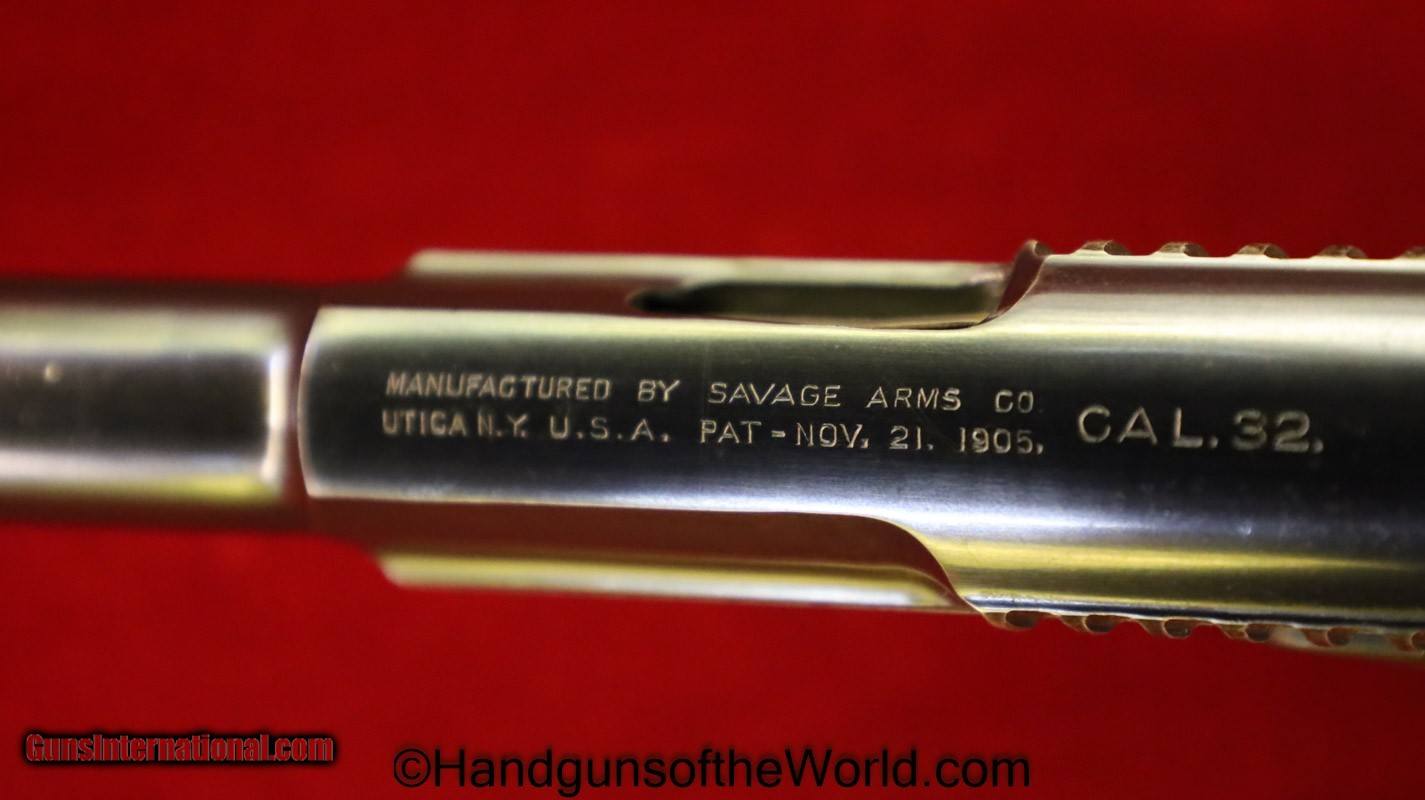 MANUFACTURED BY SAVAGE ARMS CO.
UTICA N.Y. U.S.A. PAT-NOV. 21. 1905. CAL.32.
GunsInternational.com
©HandgunsoftheWorld.com